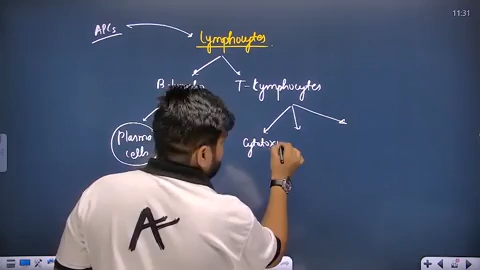 11:31
APCs
Lymphocytes
T-Lymphocytes
Plasma
cells